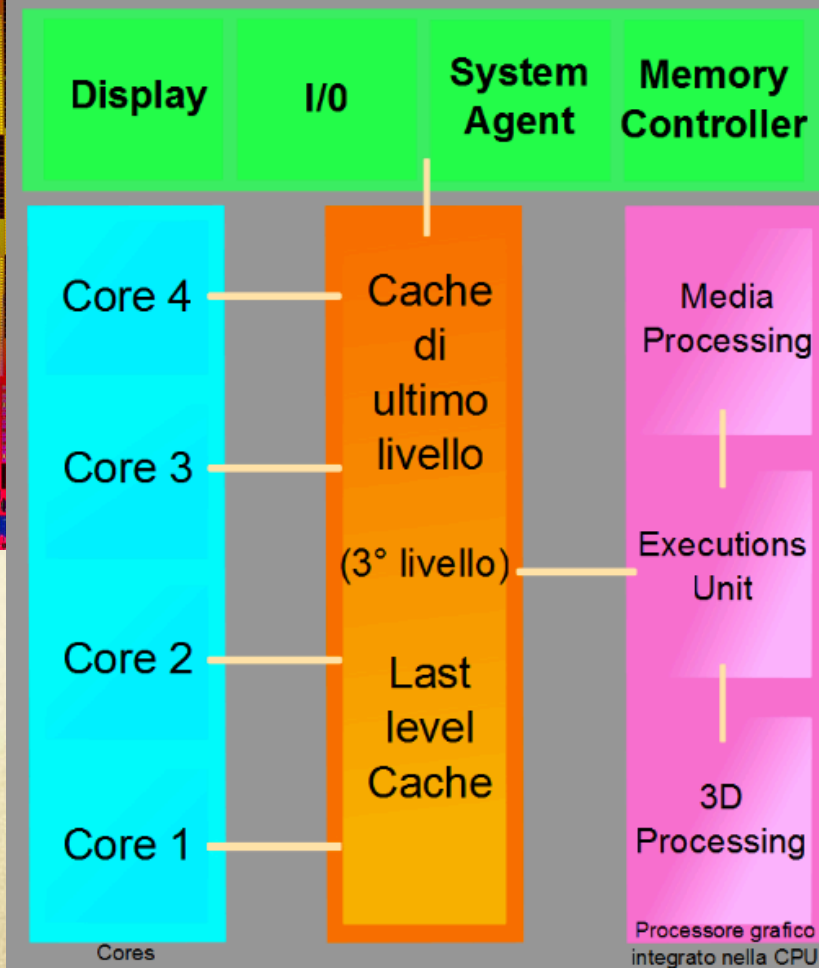 Display
I/0
System
Agent
Memory
Controller
Core 4
Core 3
Core 2
Core 1
Cores
Cache
di
ultimo
livello
(3° livello)
Last
level
Cache
Media
Processing
Executions
Unit
3D
Processing
Processore grafico
integrato nella CPU